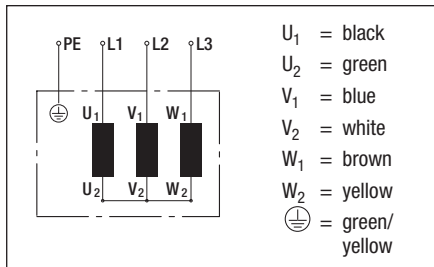 PE L1 L2 L3
U₁ V₁ W₁
U₂ V₂ W₂
U₁ = black
U₂ = green
V₁ = blue
V₂ = white
W₁ = brown
W₂ = yellow
= green/
yellow